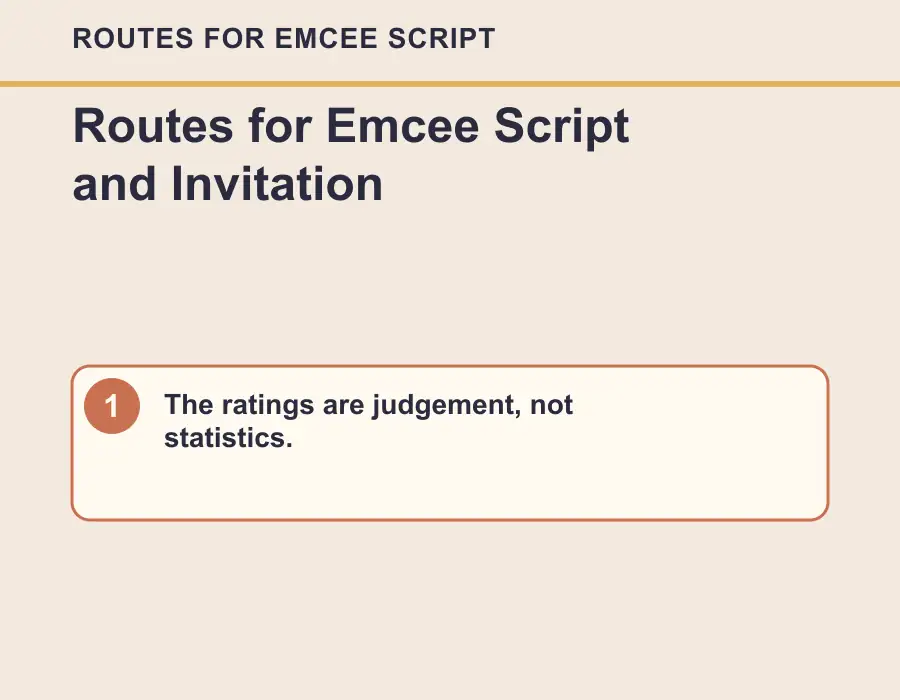 ROUTES FOR EMCEE SCRIPT
Routes for Emcee Script
and Invitation
1
The ratings are judgement, not
statistics.